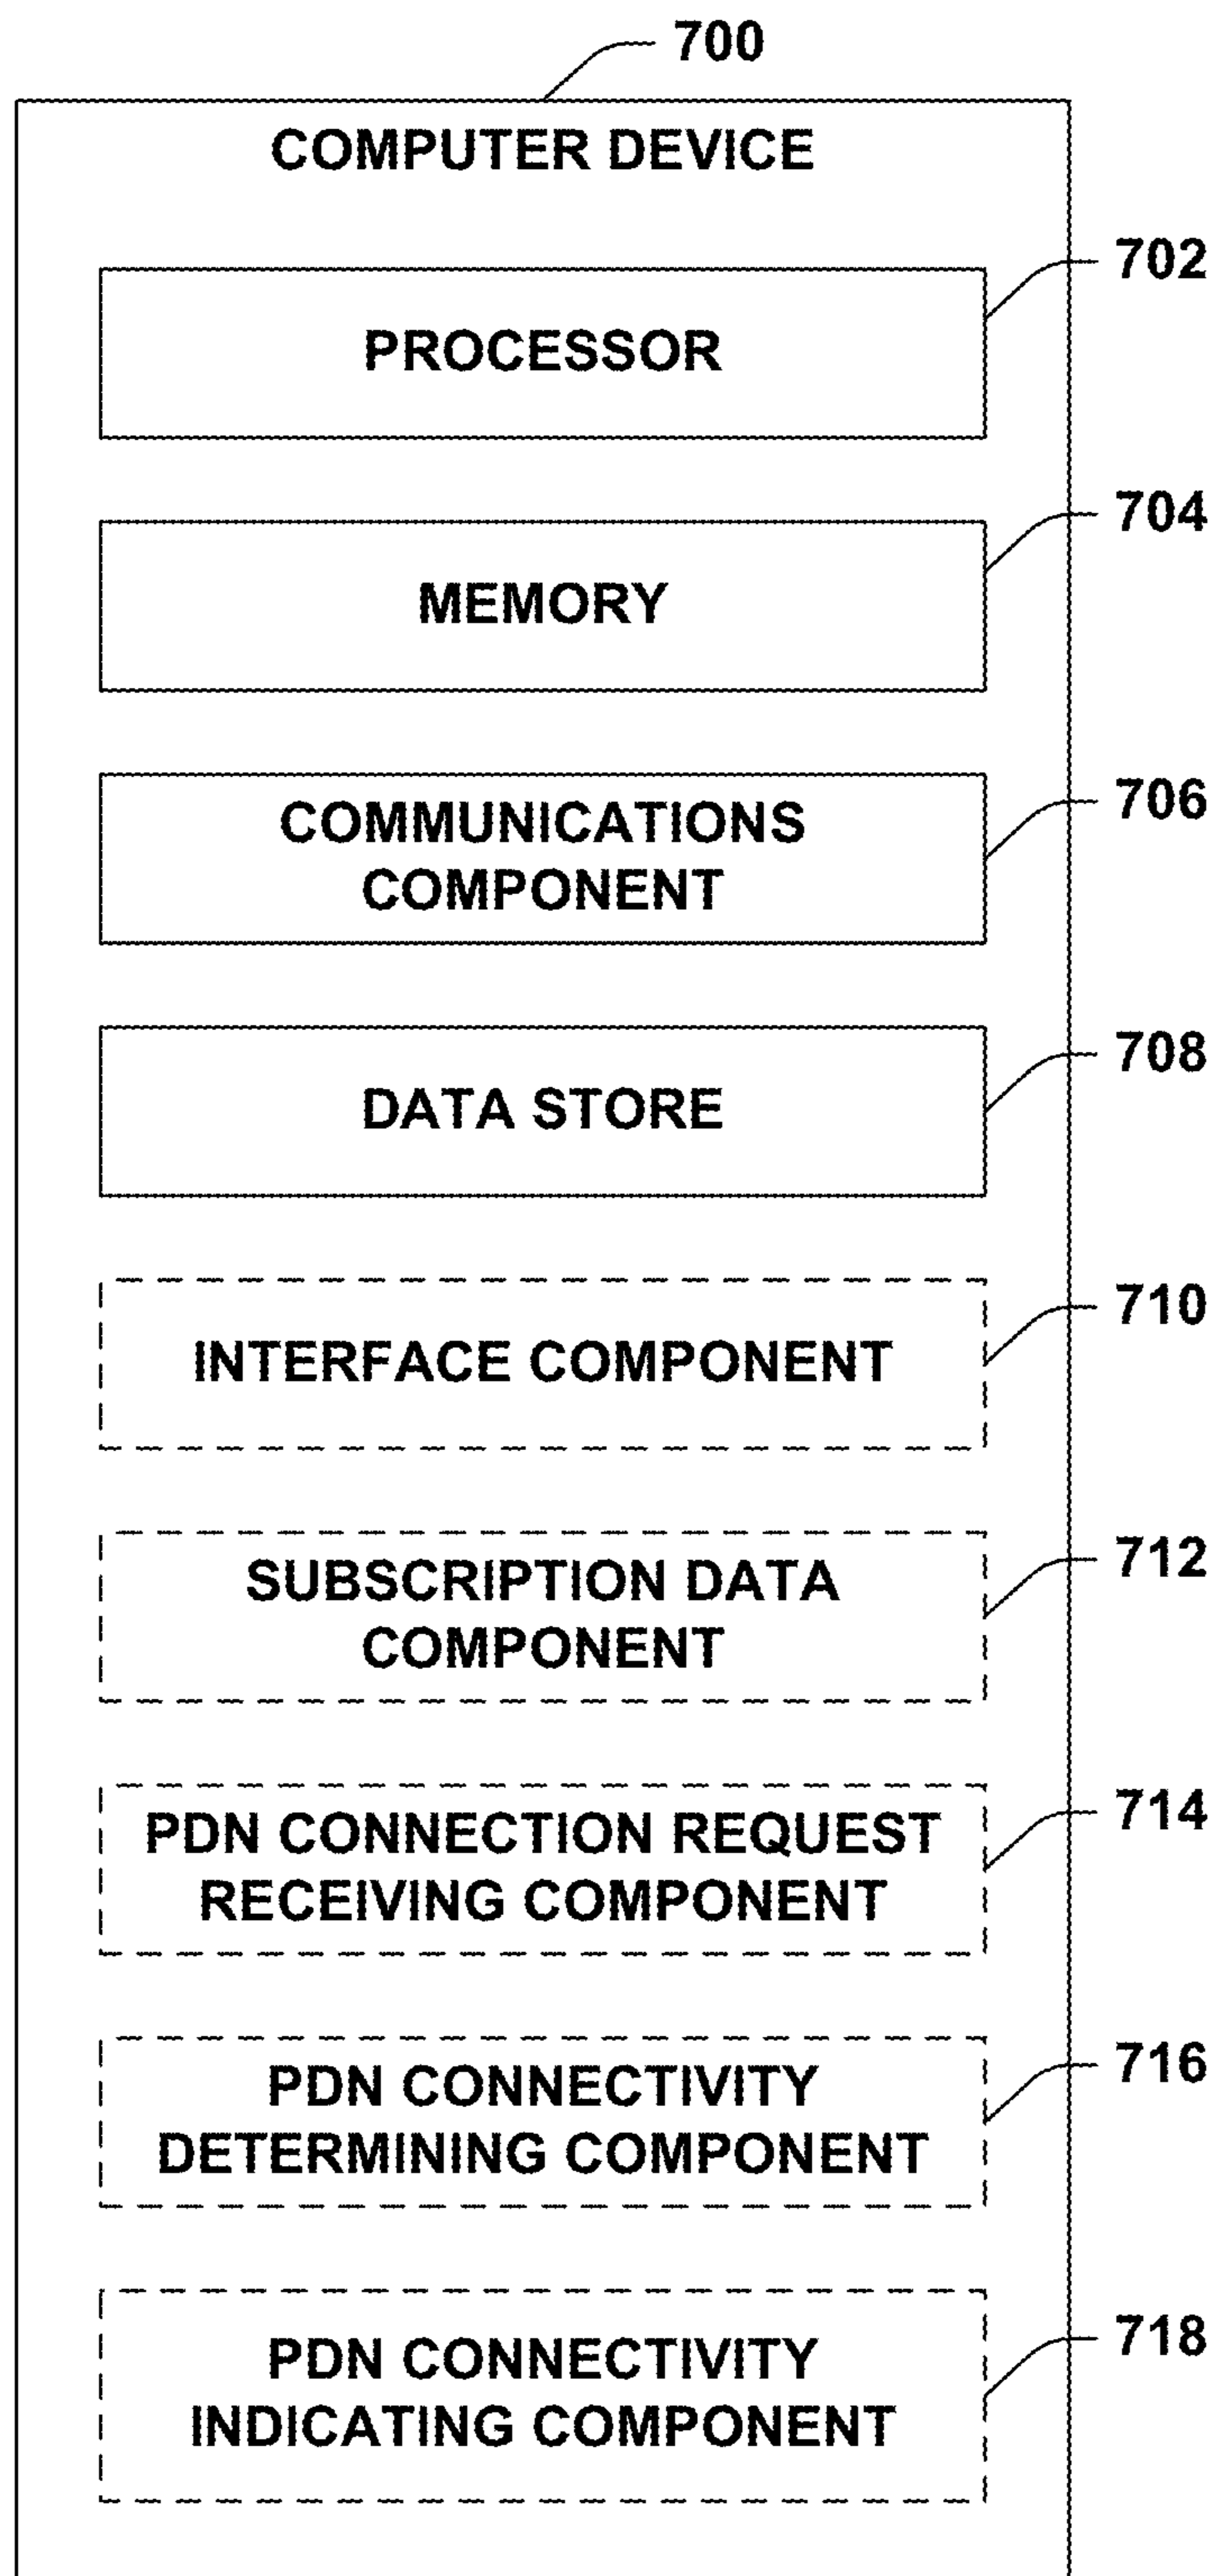 700
COMPUTER DEVICE
702
PROCESSOR
704
MEMORY
706
COMMUNICATIONS
COMPONENT
708
DATA STORE
710
INTERFACE COMPONENT
712
SUBSCRIPTION DATA
COMPONENT
714
PDN CONNECTION REQUEST
RECEIVING COMPONENT
716
PDN CONNECTIVITY
DETERMINING COMPONENT
718
PDN CONNECTIVITY
INDICATING COMPONENT